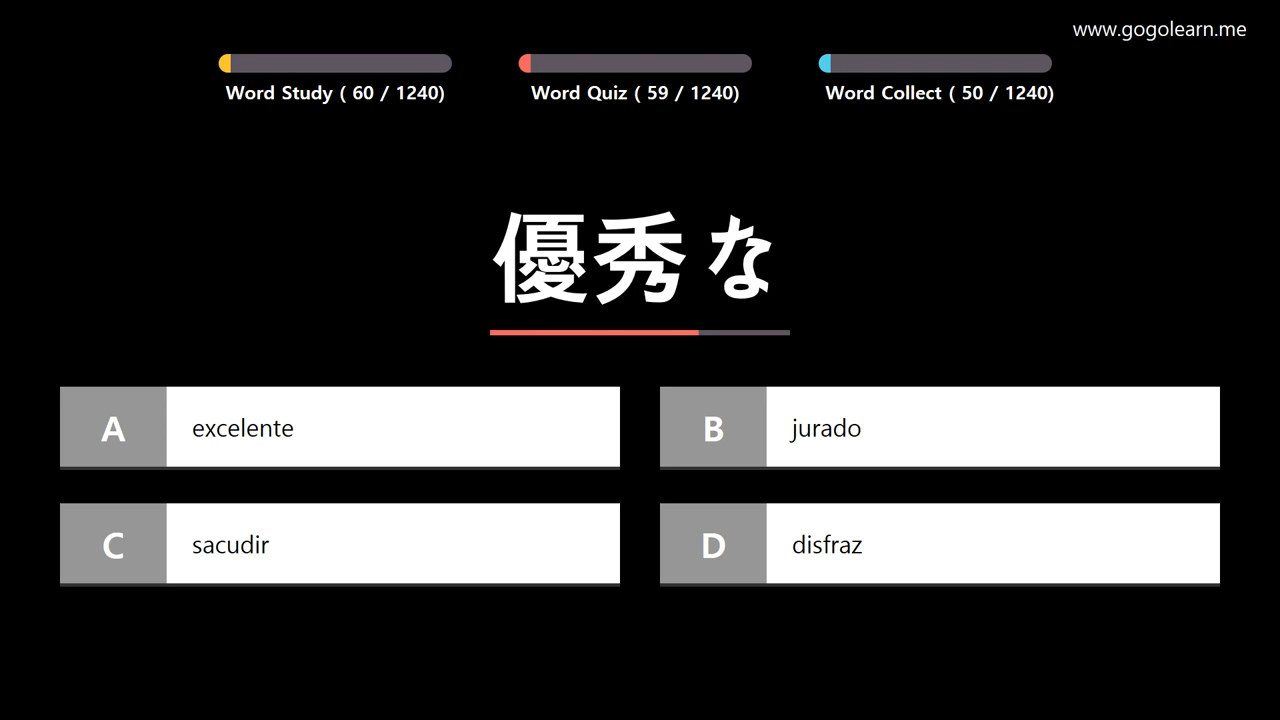 www.gogolearn.me
Word Study ( 60 / 1240)
Word Quiz ( 59 / 1240)
Word Collect ( 50 / 1240)
優秀な
A excelente
B jurado
C sacudir
D disfraz